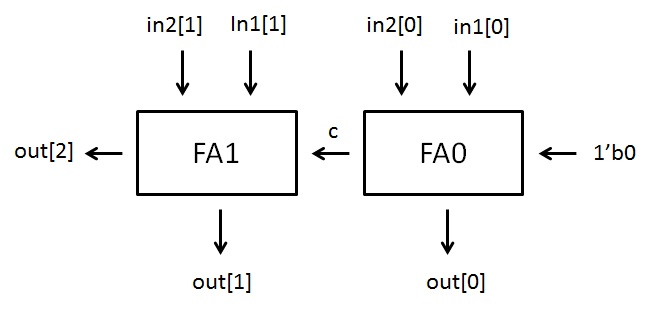 in2[1] In1[1] in2[0] in1[0]
out[2] FA1 c FA0 1’b0
out[1] out[0]